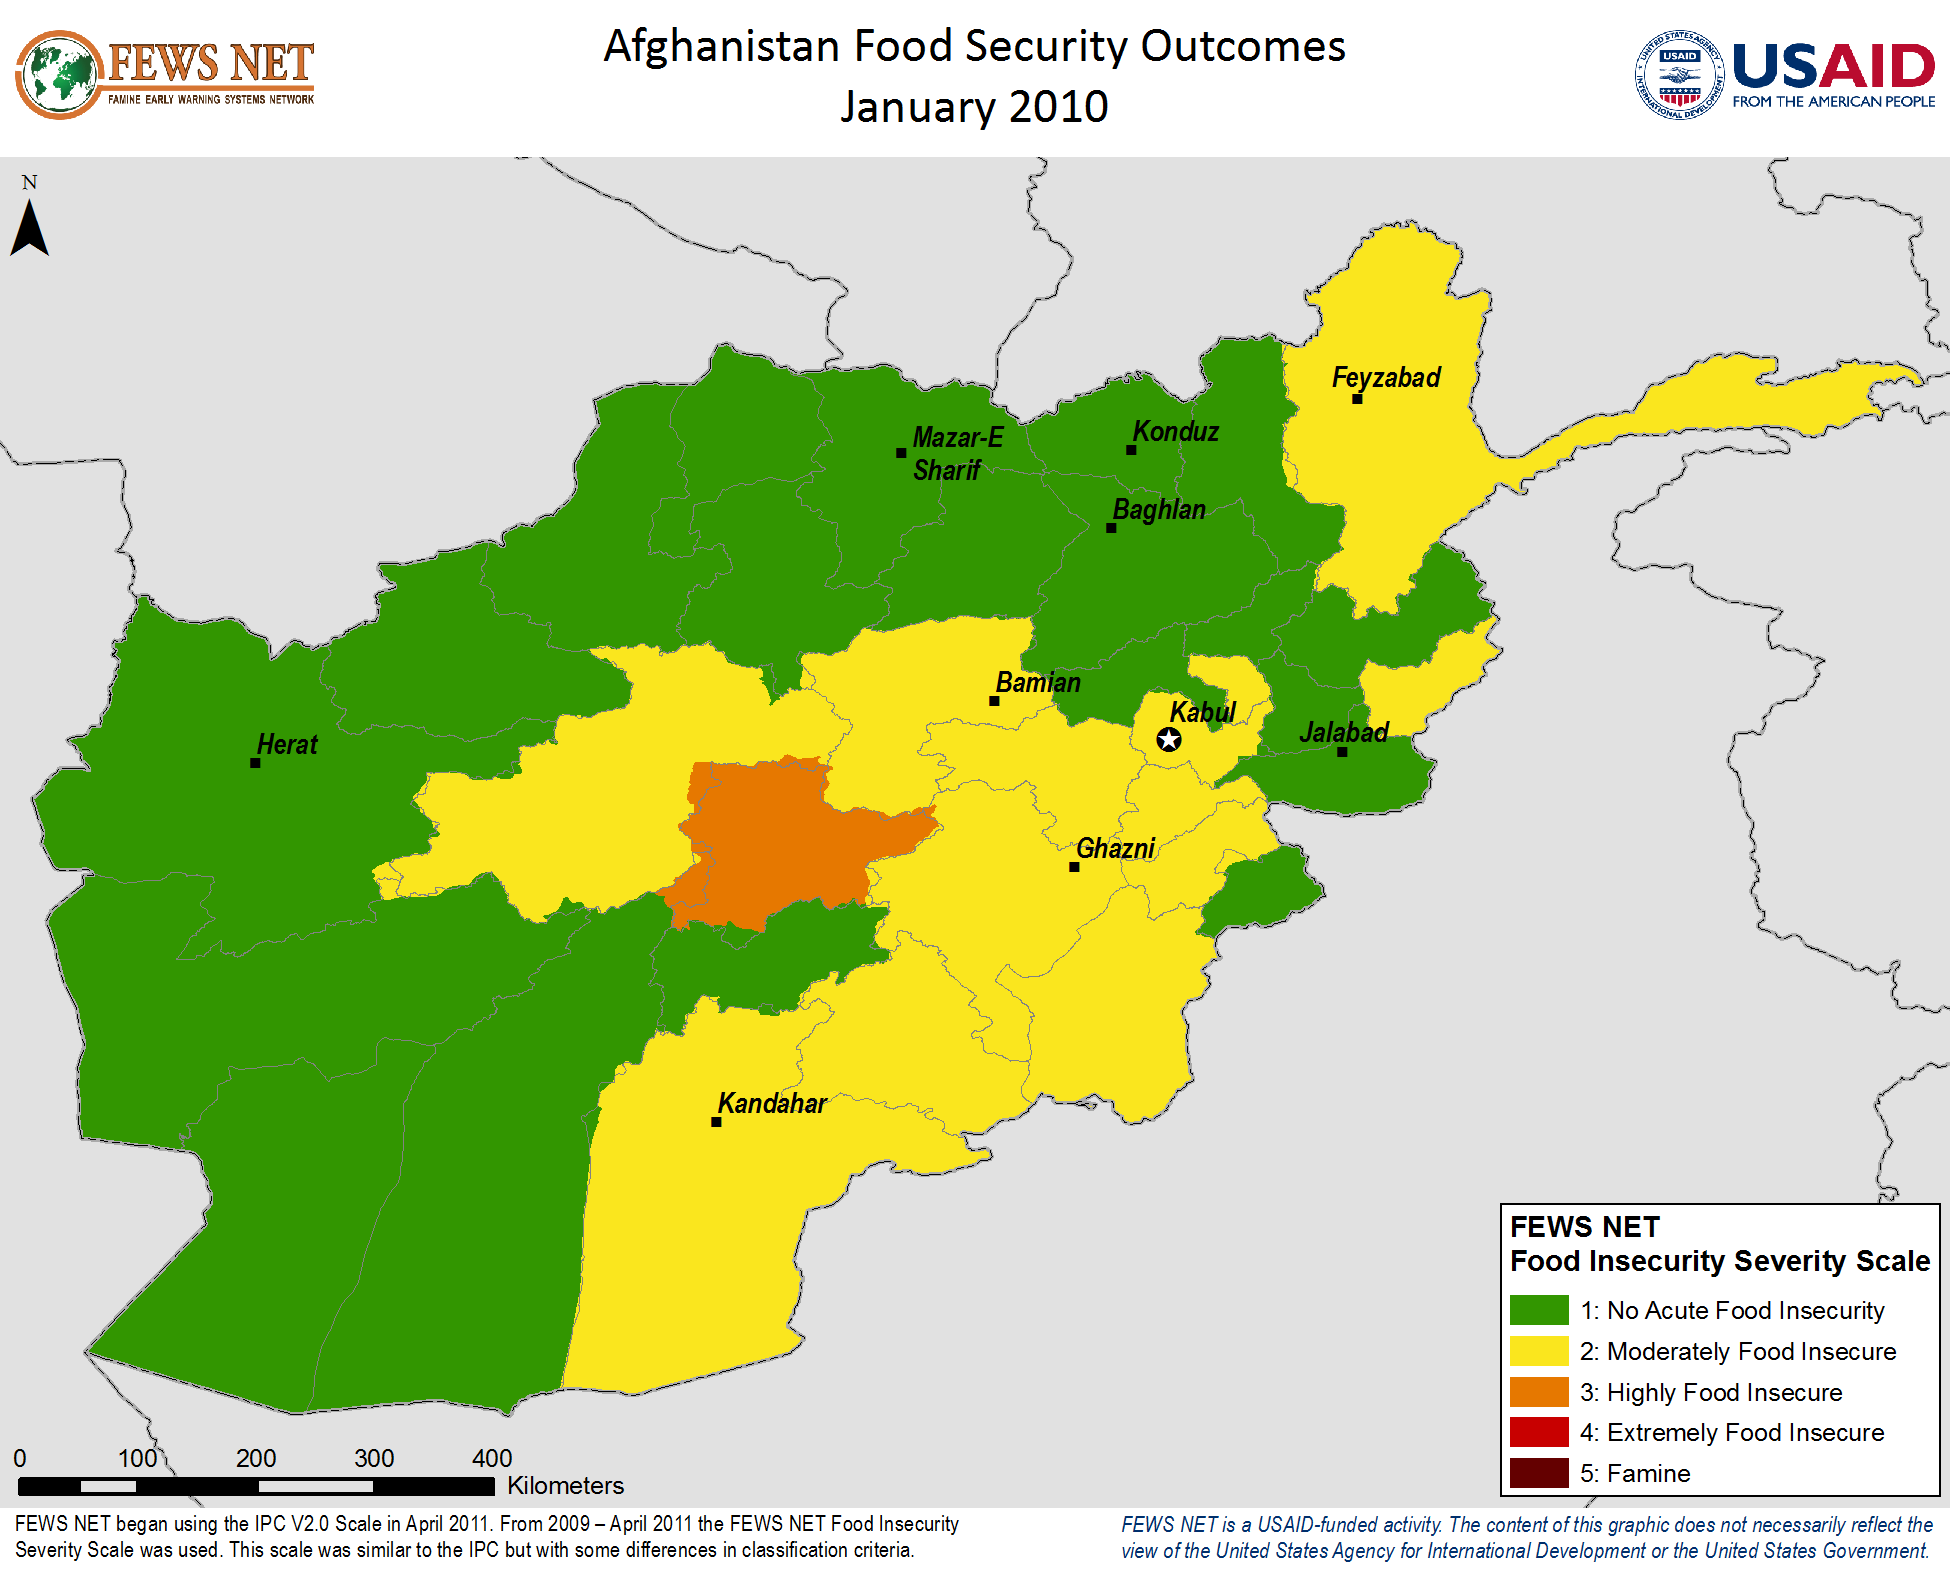 FEWS NET
FAMINE EARLY WARNING SYSTEMS NETWORK
Afghanistan Food Security Outcomes
January 2010
UNITED STATES AGENCY
USAID
INTERNATIONAL DEVELOPMENT
USAID
FROM THE AMERICAN PEOPLE
N
Feyzabad
Mazar-E
Sharif
Konduz
Baghlan
Bamian
Kabul
Jalabad
Herat
Ghazni
Kandahar
FEWS NET
Food Insecurity Severity Scale
1: No Acute Food Insecurity
2: Moderately Food Insecure
3: Highly Food Insecure
4: Extremely Food Insecure
5: Famine
0 100 200 300 400
Kilometers
FEWS NET began using the IPC V2.0 Scale in April 2011. From 2009 – April 2011 the FEWS NET Food Insecurity
Severity Scale was used. This scale was similar to the IPC but with some differences in classification criteria.
FEWS NET is a USAID-funded activity. The content of this graphic does not necessarily reflect the
view of the United States Agency for International Development or the United States Government.